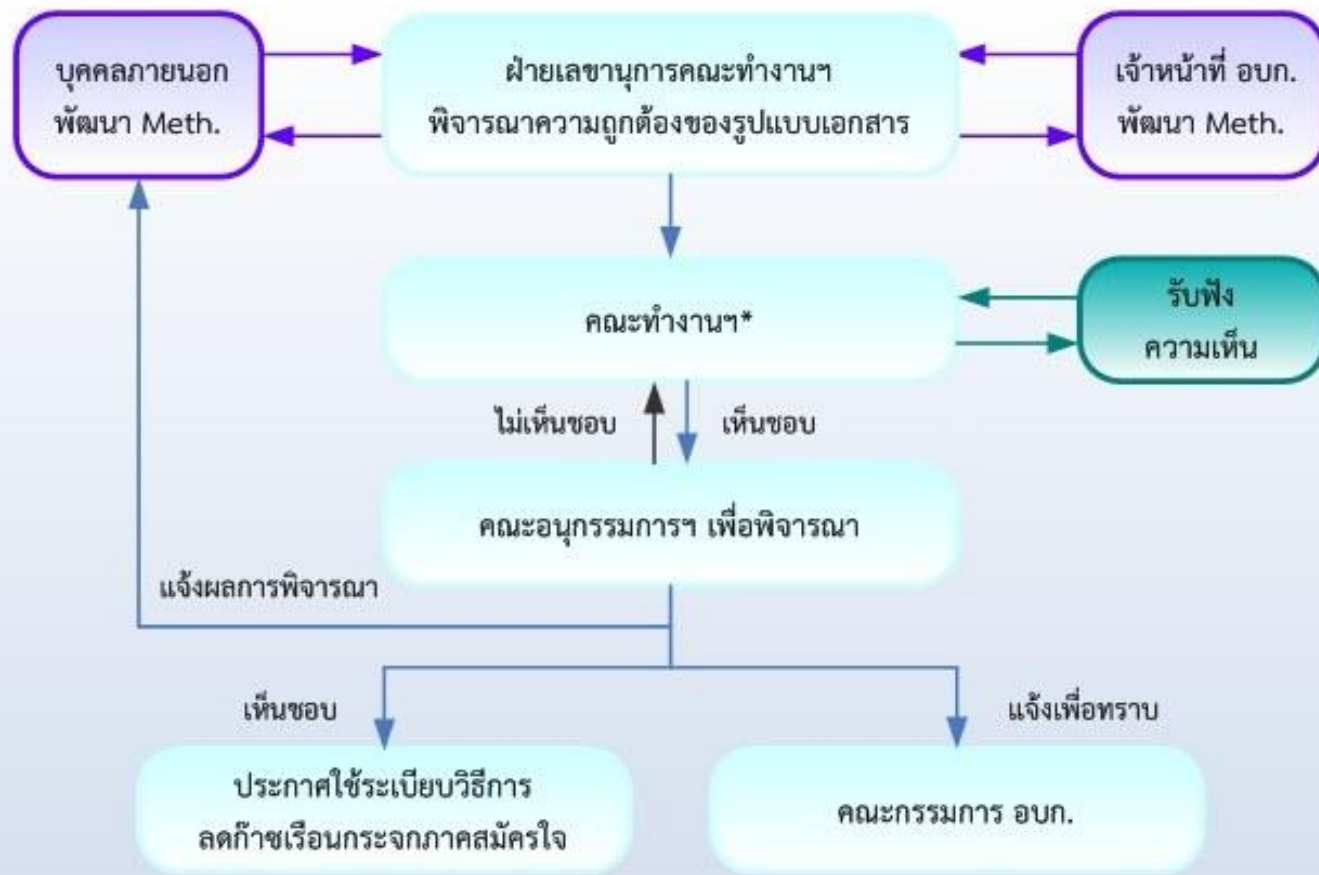 บุคคลภายนอก
พัฒนา Meth.
ฝ่ายเลขานุการคณะทำงานฯ
พิจารณาความถูกต้องของรูปแบบเอกสาร
เจ้าหน้าที่ อบก.
พัฒนา Meth.
คณะทำงานฯ*
รับฟัง
ความเห็น
ไม่เห็นชอบ
เห็นชอบ
คณะอนุกรรมการฯ เพื่อพิจารณา
แจ้งผลการพิจารณา
เห็นชอบ
แจ้งเพื่อทราบ
ประกาศใช้ระเบียบวิธีการ
ลดก๊าซเรือนกระจกภาคสมัครใจ
คณะกรรมการ อบก.